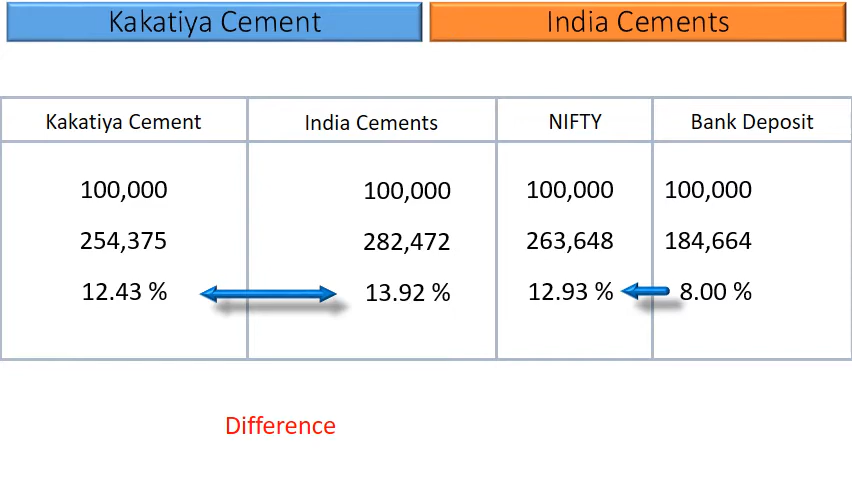 Kakatiya Cement India Cements
Kakatiya Cement India Cements NIFTY Bank Deposit
100,000 100,000 100,000 100,000
254,375 282,472 263,648 184,664
12.43 % 13.92 % 12.93 % 8.00 %
Difference